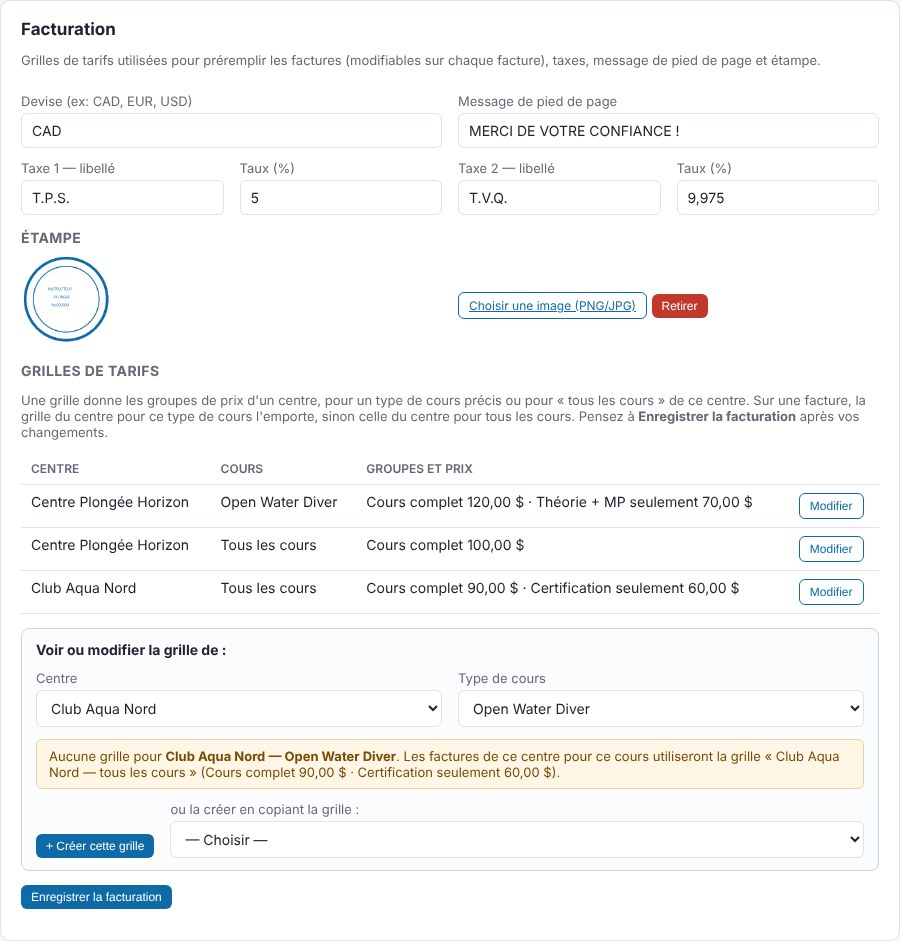 Facturation
Grilles de tarifs utilisées pour préremplir les factures (modifiables sur chaque facture), taxes, message de pied de page et étampe.
Devise (ex: CAD, EUR, USD)
Message de pied de page
CAD
MERCI DE VOTRE CONFIANCE !
Taxe 1 — libellé
Taux (%)
Taxe 2 — libellé
Taux (%)
T.P.S.
5
T.V.Q.
9,975
ÉTAMPE
INSTRUCTEUR
PLONGÉE
Choisir une image (PNG/JPG)
Retirer
GRILLES DE TARIFS
Une grille donne les groupes de prix d'un centre, pour un type de cours précis ou pour « tous les cours » de ce centre. Sur une facture, la
grille du centre pour ce type de cours l'emporte, sinon celle du centre pour tous les cours. Pensez à Enregistrer la facturation après vos
changements.
CENTRE COURS GROUPES ET PRIX
Centre Plongée Horizon Open Water Diver Cours complet 120,00 $ · Théorie + MP seulement 70,00 $ Modifier
Centre Plongée Horizon Tous les cours Cours complet 100,00 $ Modifier
Club Aqua Nord Tous les cours Cours complet 90,00 $ · Certification seulement 60,00 $ Modifier
Voir ou modifier la grille de :
Centre
Type de cours
Club Aqua Nord
Open Water Diver
Aucune grille pour Club Aqua Nord — Open Water Diver. Les factures de ce centre pour ce cours utiliseront la grille « Club Aqua
Nord — tous les cours » (Cours complet 90,00 $ · Certification seulement 60,00 $).
ou la créer en copiant la grille :
+ Créer cette grille
— Choisir —
Enregistrer la facturation